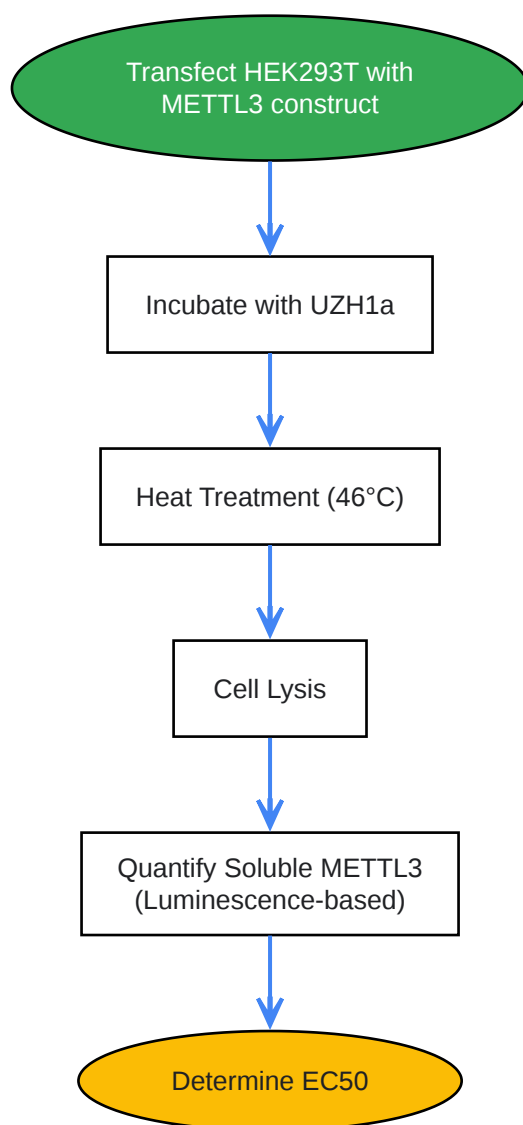 Transfect HEK293T with
METTL3 construct
Incubate with UZH1a
Heat Treatment (46°C)
Cell Lysis
Quantify Soluble METTL3
(Luminescence-based)
Determine EC50